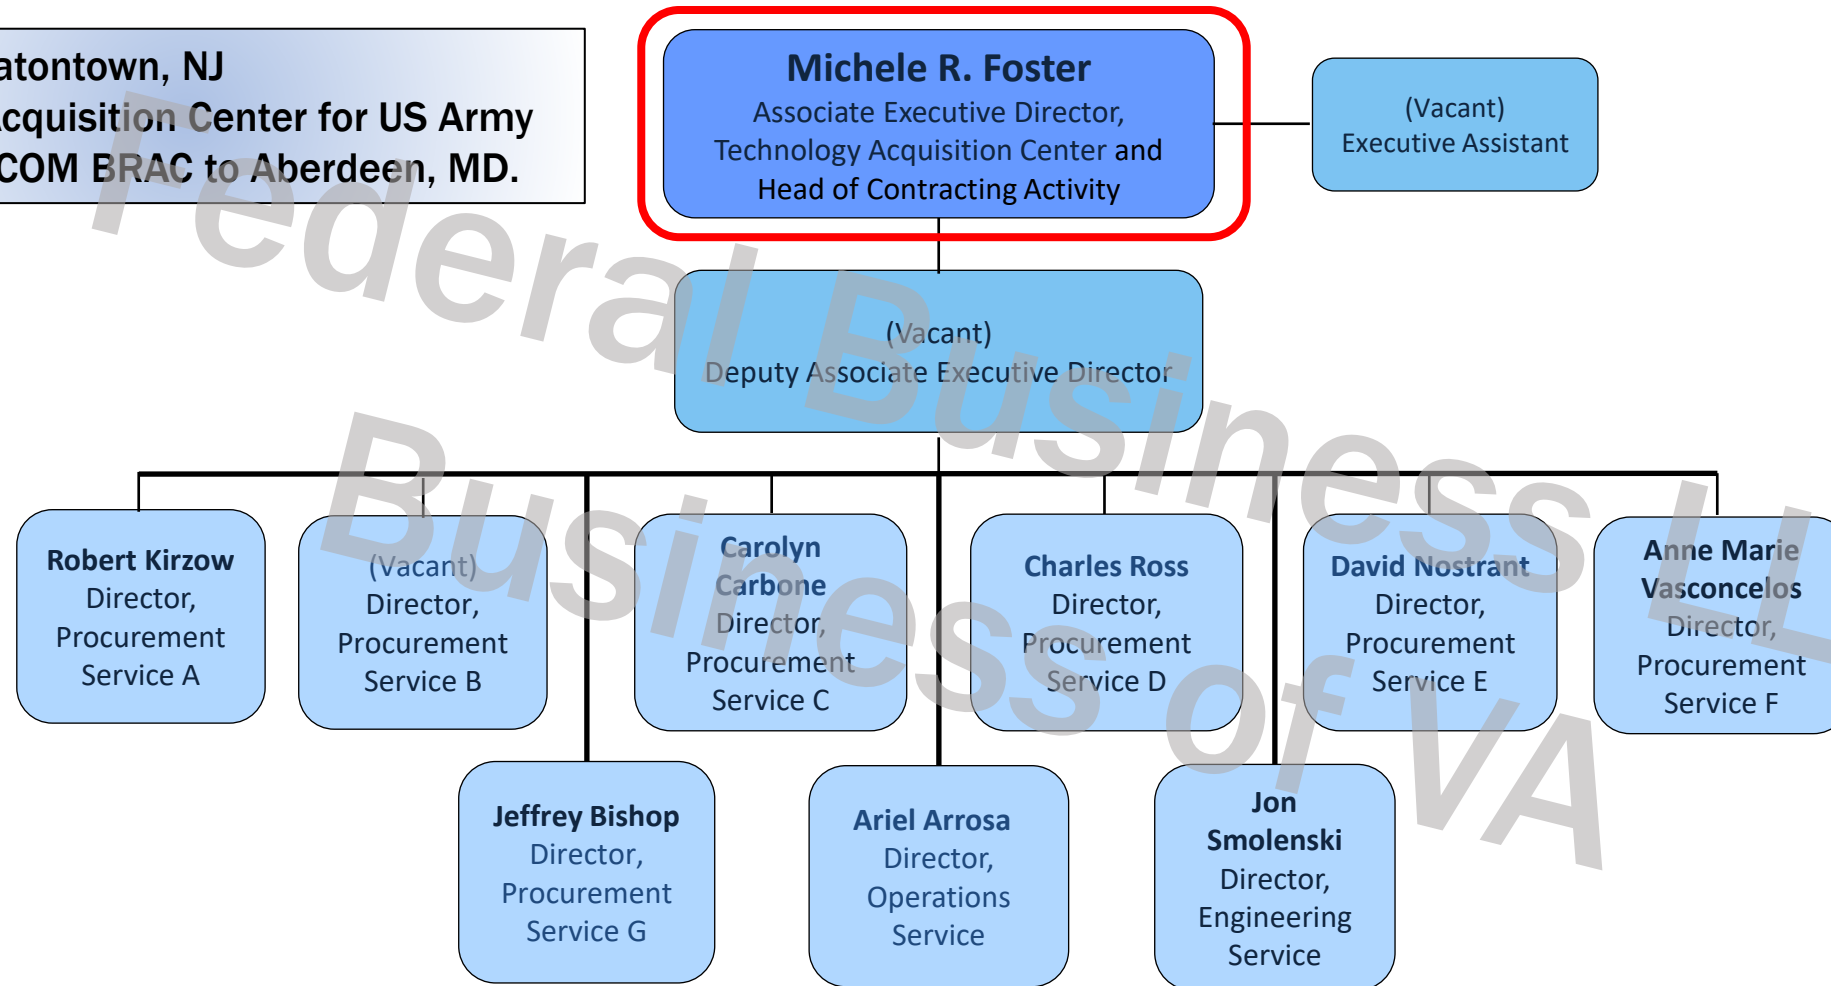 atontown, NJ
cquisition Center for US Army
COM BRAC to Aberdeen, MD.
Michele R. Foster
Associate Executive Director,
Technology Acquisition Center and
Head of Contracting Activity
(Vacant)
Executive Assistant
(Vacant)
Deputy Associate Executive Director
Robert Kirzow
Director,
Procurement
Service A
(Vacant)
Director,
Procurement
Service B
Carolyn
Carbone
Director,
Procurement
Service C
Charles Ross
Director,
Procurement
Service D
David Nostrant
Director,
Procurement
Service E
Anne Marie
Vasconcelos
Director,
Procurement
Service F
Jeffrey Bishop
Director,
Procurement
Service G
Ariel Arrosa
Director,
Operations
Service
Jon
Smolenski
Director,
Engineering
Service
Federal Business LL
Business of VA